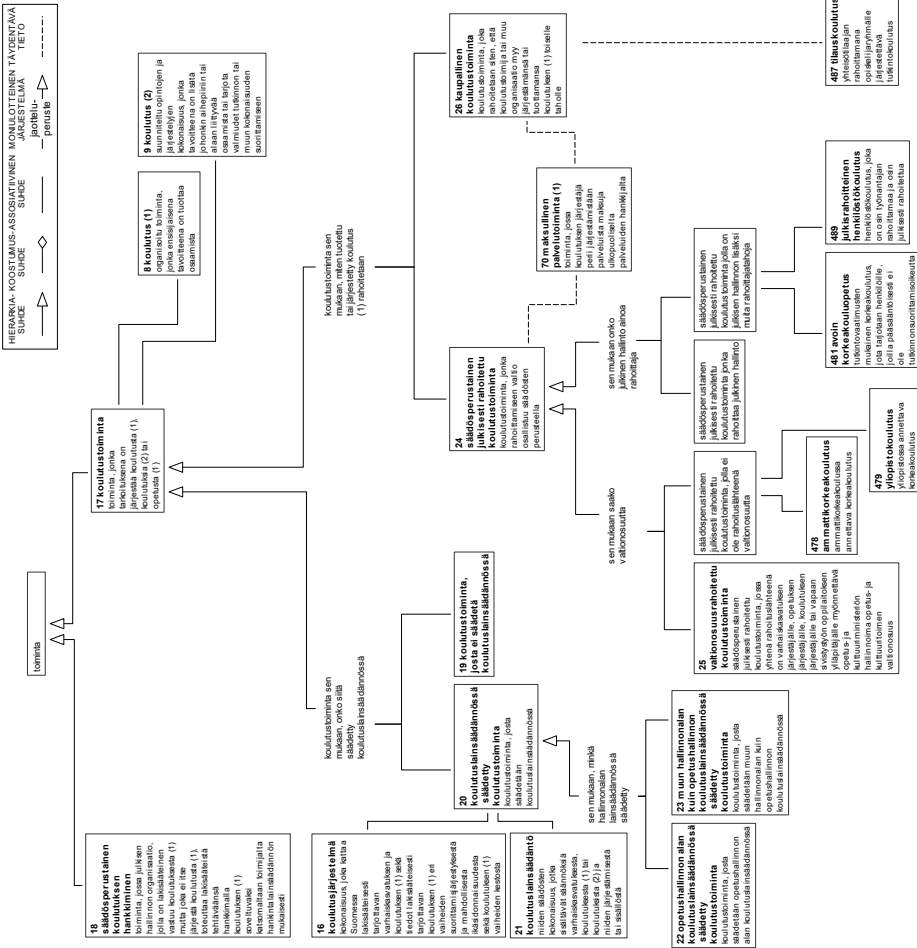 HIERARKIA- KOOSTUMUS- ASSOSIATIIVINEN MONIULOTTEINEN TÄYDENTÄVÄ
SUHDE SUHDE SUHDE JÄRJESTELMÄ TIETO
jaottelu-
peruste
toiminta
18
säädösperustainen
koulutuksen
hankkiminen
toiminta, jossa julkisen
hallinnon organisaatio,
jolla on lakisääteinen
vastuu koulutuksesta (1)
mutta joka ei itse
järjestä koulutusta (1),
toteuttaa lakisääteistä
tehtäväänsä
hankkimalla
koulutuksen (1)
soveltuvaksi
katsomaltaan toimijalta
hankintalainsäädännön
mukaisesti
17 koulutustoiminta
toiminta, jonka
tarkoituksena on
järjestää koulutusta (1),
koulutuksia (2) tai
opetusta (1)
8 koulutus (1)
organisoitu toiminta,
jonka ensisijaisena
tavoitteena on tuottaa
osaamista
9 koulutus (2)
suunniteltu opintojen ja
järjestelyjen
kokonaisuus, jonka
tavoitteena on lisätä
johonkin aihepiiriin tai
alaan liittyvää
osaamista tai tarjota
valmiudet tutkinnon tai
muun kokonaisuuden
suorittamiseen
koulutustoiminta sen
mukaan, onko siitä
säädetty
koulutuslainsäädännössä
koulutustoiminta sen
mukaan, miten tuotettu
tai järjestetty koulutus
(1) rahoitetaan
16 koulutusjärjestelmä
kokonaisuus, joka kattaa
Suomessa
lakisääteisesti
tarjottavan
varhaiskasvatuksen ja
koulutuksen (1) sekä
tiedot lakisääteisesti
tarjottavan
koulutuksen (1) eri
vaiheiden
suorittamisjärjestyksestä
ja mahdollisesta
ikäsidonnaisuudesta
sekä koulutuksen (1)
vaiheiden kestosta
20
koulutuslainsäädännössä
säädetty
koulutustoiminta
koulutustoiminta, josta
säädetään
koulutuslainsäädännössä
19 koulutustoiminta,
josta ei säädetä
koulutuslainsäädännössä
21
koulutuslainsäädäntö
niiden säädösten
kokonaisuus, jotka
sisältävät säännöksiä
varhaiskasvatuksesta,
koulutuksesta (1) tai
koulutuksista (2) ja
niiden järjestämisestä
tai sisällöstä
sen mukaan, minkä
hallinnonalan
lainsäädännössä
säädetty
22 opetushallinnon alan
koulutuslainsäädännössä
säädetty
koulutustoiminta
koulutustoiminta, josta
säädetään opetushallinnon
alan koulutuslainsäädännössä
23 muun hallinnonalan
kuin opetushallinnon
koulutuslainsäädännössä
säädetty
koulutustoiminta
koulutustoiminta, josta
säädetään muun
hallinnonalan kuin
opetushallinnon
koulutuslainsäädännössä
24
säädösperustainen
julkisesti rahoitettu
koulutustoiminta
koulutustoiminta, jonka
rahoittamiseen valtio
osallistuu säädösten
perusteella
70 maksullinen
palvelutoiminta (1)
toiminta, jossa
koulutuksen järjestäjä
perii järjestämistään
palveluista maksuja
ulkopuoliselta
palveluiden hankkijalta
26 kaupallinen
koulutustoiminta
koulutustoiminta, joka
rahoitetaan siten, että
koulutustoimija tai muu
organisaatio myy
järjestämänsä tai
tuottamansa
koulutuksen (1) toiselle
taholle
sen mukaan saako
valtionosuutta
sen mukaan onko
julkinen hallinto ainoa
rahoittaja
25
valtionosuusrahoitettu
koulutustoiminta
säädösperustainen
julkisesti rahoitettu
koulutustoiminta, jossa
yhtenä rahoituslähteenä
on varhaiskasvatuksen
järjestäjälle, opetuksen
järjestäjälle, koulutuksen
järjestäjälle tai vapaan
sivistystyön oppilaitoksen
ylläpitäjälle myönnettävä
opetus- ja
kulttuuriministeriön
hallinnoima opetus- ja
kulttuuritoimen
valtionosuus
säädösperustainen
julkisesti rahoitettu
koulutustoiminta, jolla ei
ole rahoituslähteenä
valtionosuutta
478
ammattikorkeakoulutus
ammattikorkeakoulussa
annettava korkeakoulutus
479
yliopistokoulutus
yliopistossa annettava
korkeakoulutus
säädösperustainen
julkisesti rahoitettu
koulutustoiminta jonka
rahoittaa julkinen hallinto
säädösperustainen
julkisesti rahoitettu
koulutustoiminta jolla on
julkisen hallinnon lisäksi
muita rahoittajatahoja
481 avoin
korkeakouluopetus
tutkintovaatimusten
mukainen korkeakoulutus,
jota tarjotaan henkilöille,
joilla pääsääntöisesti ei
ole
tutkinnonsuorittamisoikeutta
489
julkisrahoitteinen
henkilöstökoulutus
henkilöstökoulutus, joka
on osin työnantajan
rahoittamaa ja osin
julkisesti rahoitettua
487 tilauskoulutus
yhteisötilaajan
rahoittamana
opiskelijaryhmälle
järjestettävä
tutkintokoulutus